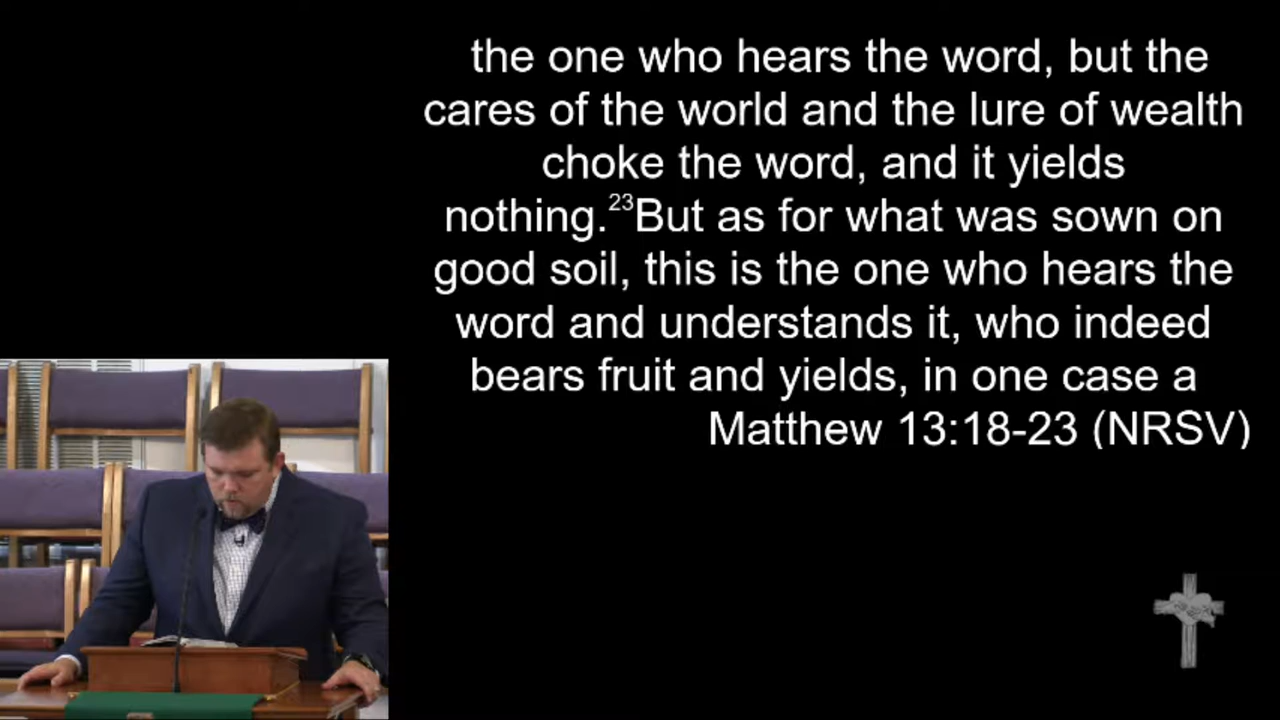 the one who hears the word, but the
cares of the world and the lure of wealth
choke the word, and it yields
nothing.²³But as for what was sown on
good soil, this is the one who hears the
word and understands it, who indeed
bears fruit and yields, in one case a
Matthew 13:18-23 (NRSV)